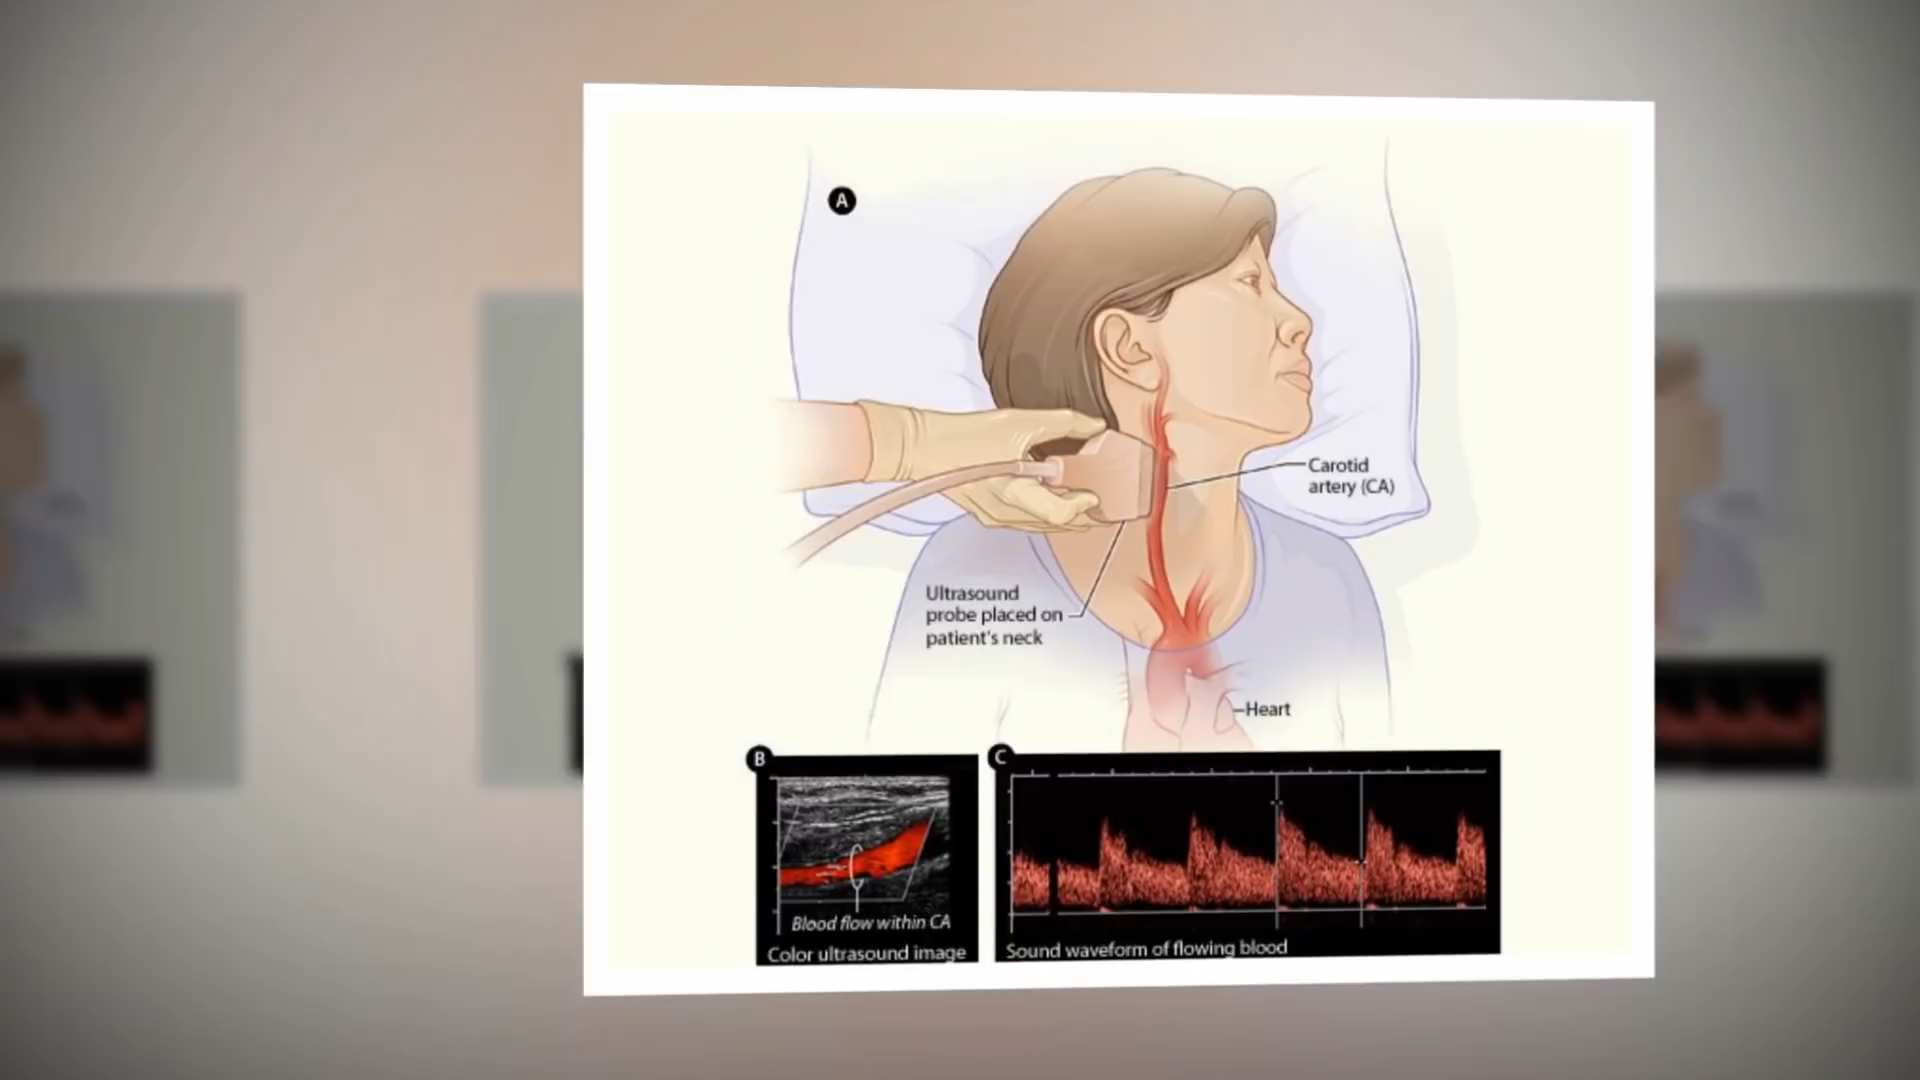 A
Carotid
artery (CA)
Ultrasound
probe placed on
patient's neck
Heart
B
C
Blood flow within CA
Color ultrasound image
Sound waveform of flowing blood